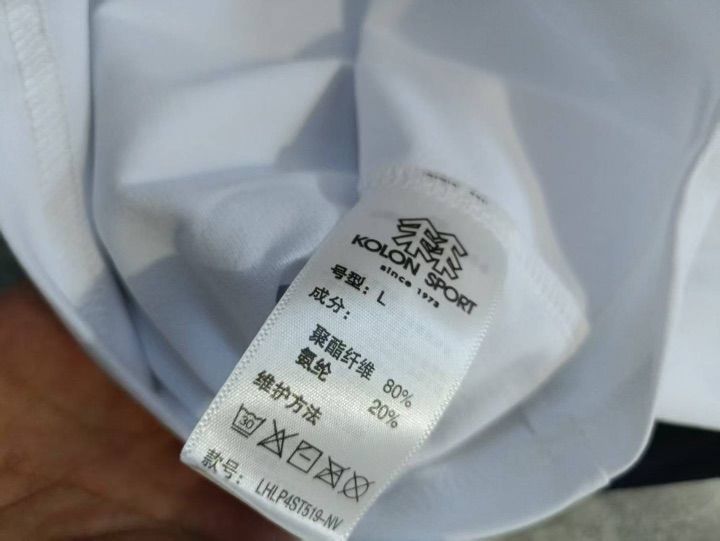 KOLON SPORT
since 1973
号型: L
成分:
聚酯纤维 80%
氨纶 20%
维护方法
30
款号: LHLP4ST519-NV